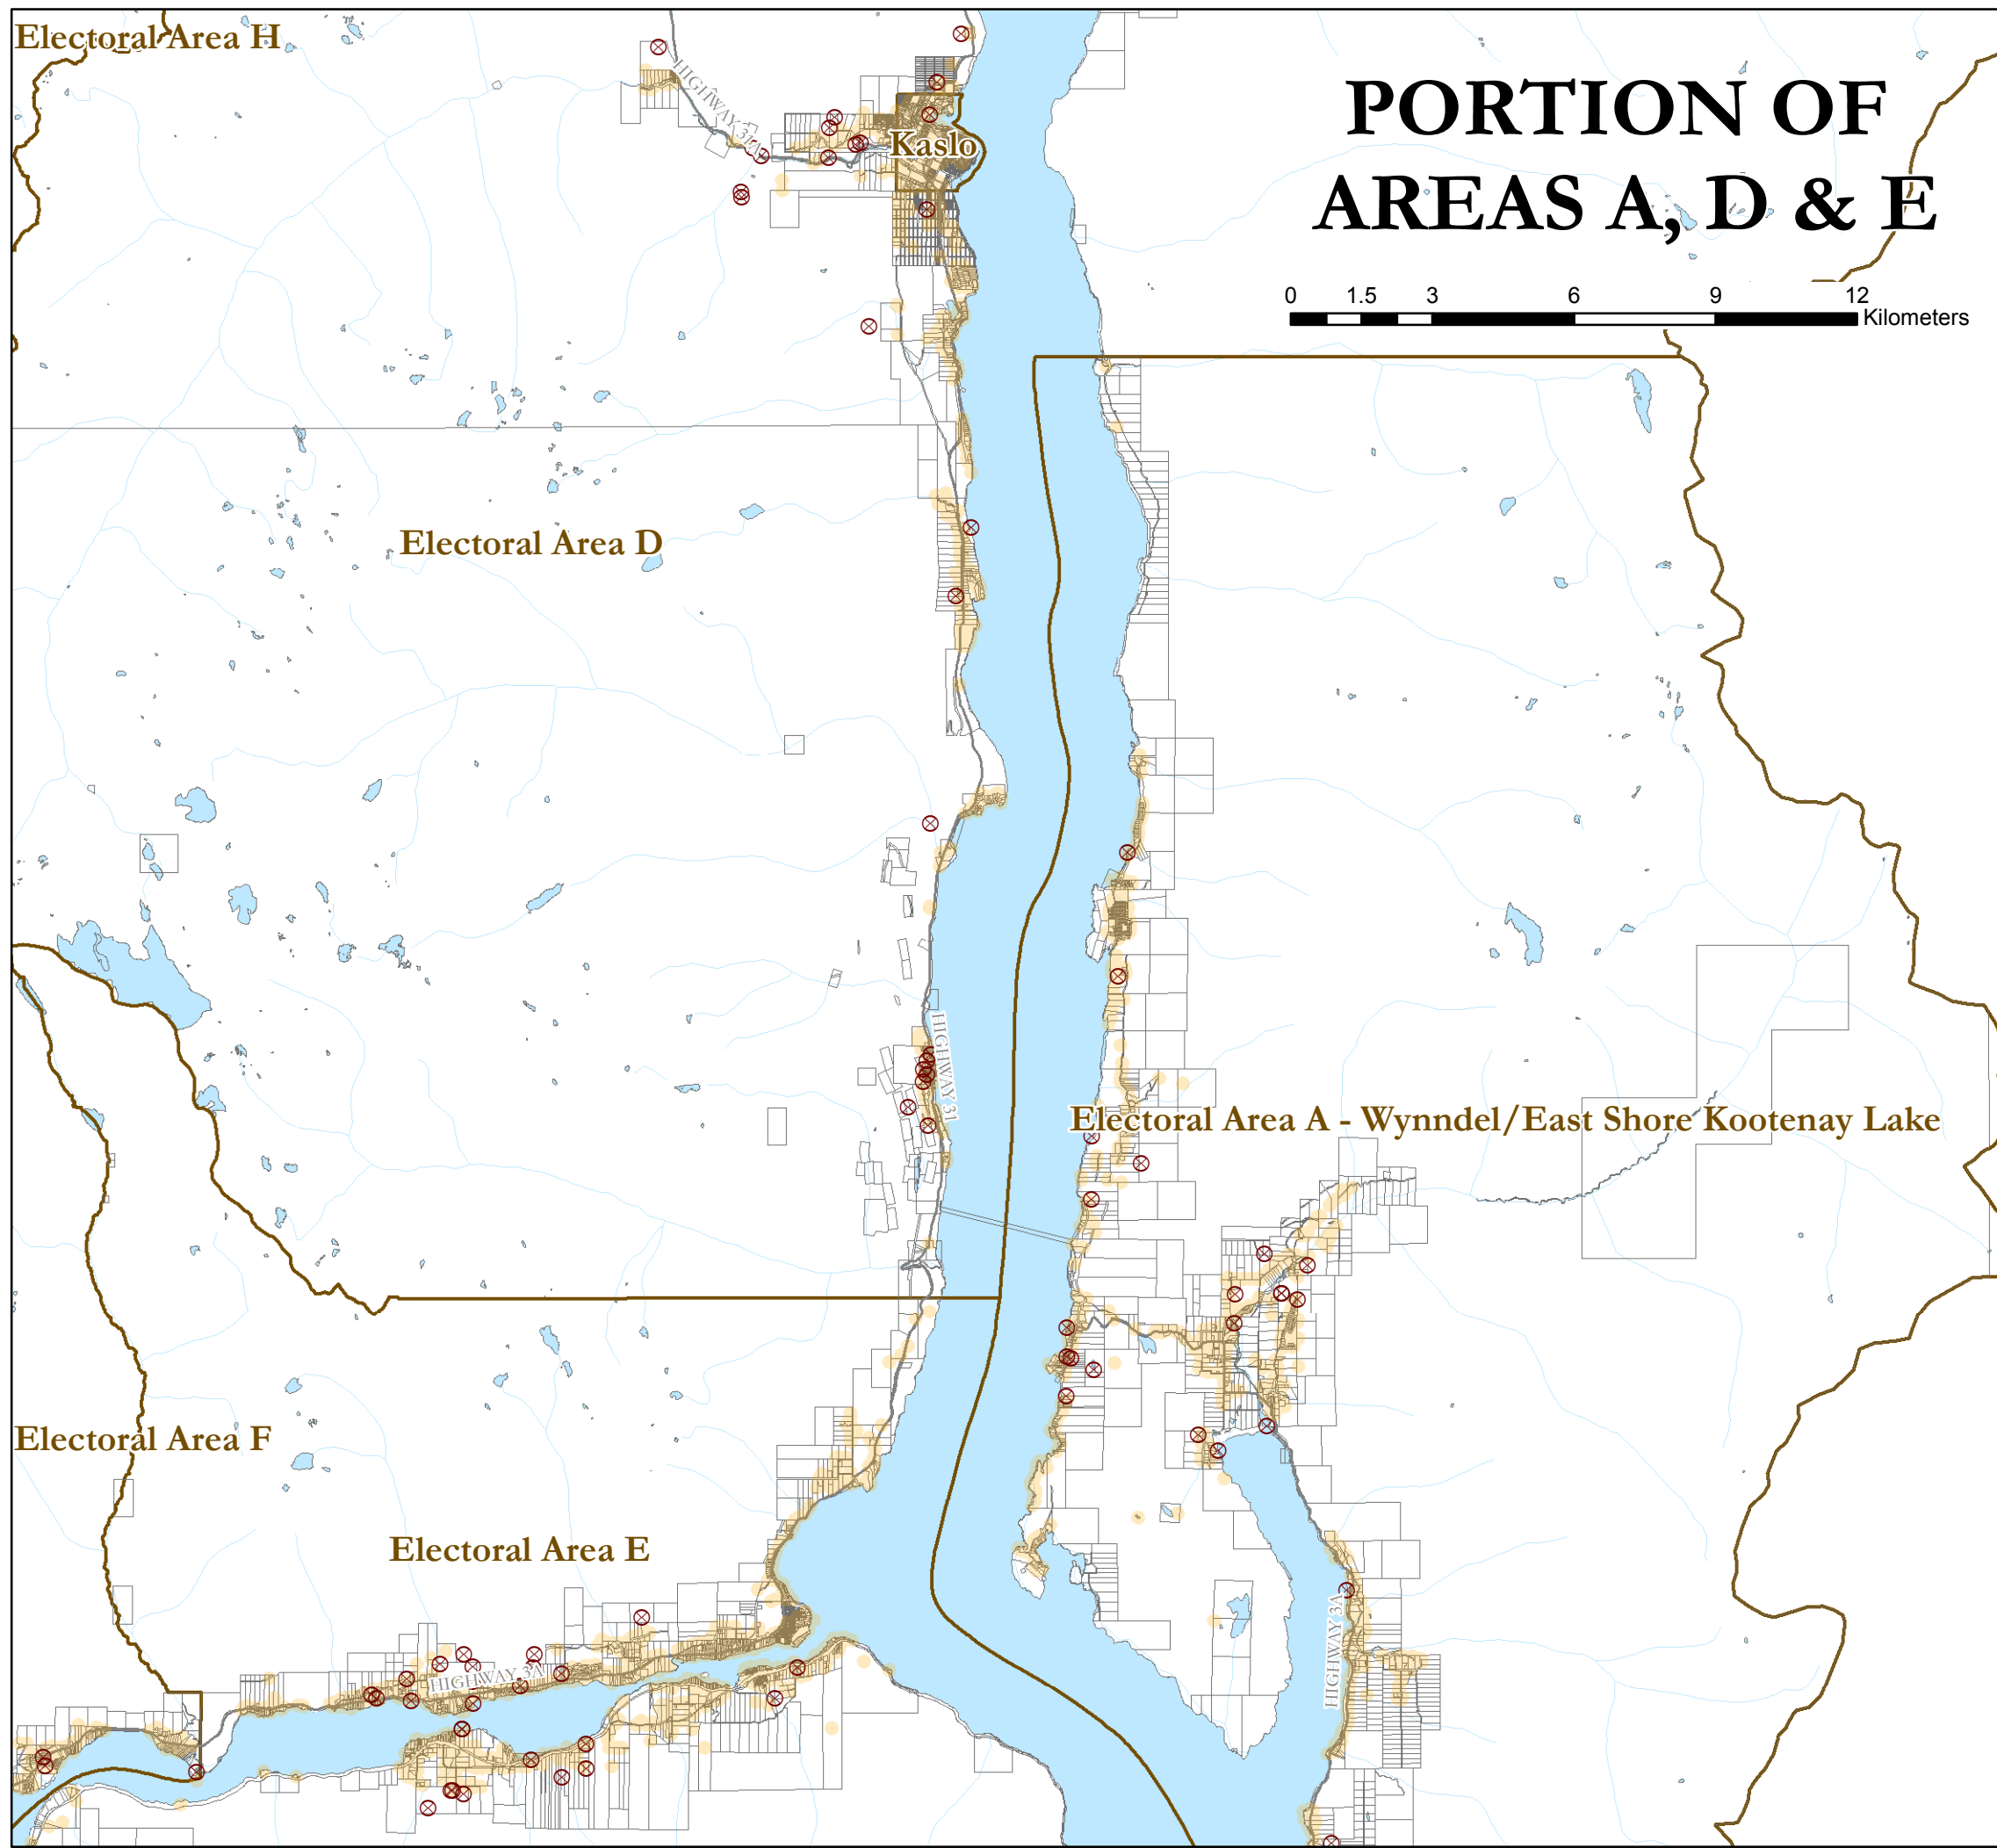 Electoral Area H
PORTION OF
AREAS A, D & E
0 1.5 3 6 9 12
Kilometers
HIGHWAY 31A
Kaslo
Electoral Area D
HIGHWAY 31
Electoral Area A - Wynndel/East Shore Kootenay Lake
Electoral Area F
Electoral Area E
HIGHWAY 3A
HIGHWAY 3A